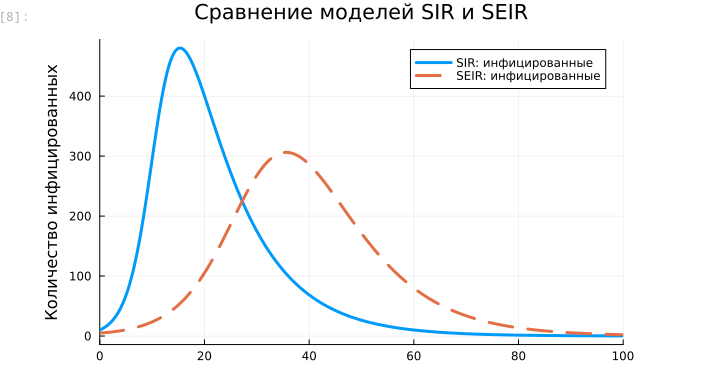 [8]:
Сравнение моделей SIR и SEIR
SIR: инфицированные
SEIR: инфицированные
Количество инфицированных
400
300
200
100
0
0 20 40 60 80 100